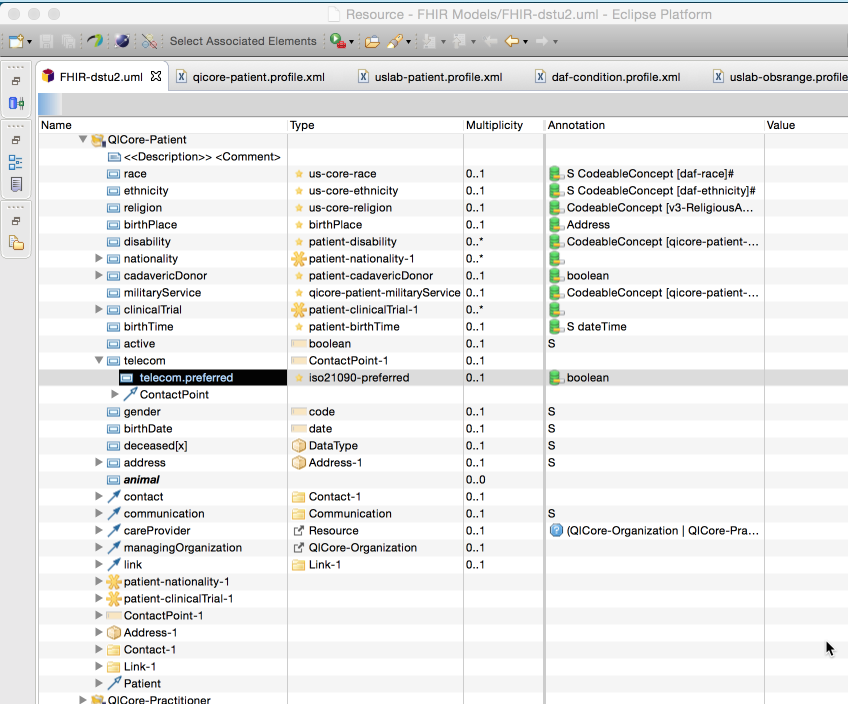 Resource - FHIR Models/FHIR-dstu2.uml - Eclipse Platform
Select Associated Elements
FHIR-dstu2.uml qicore-patient.profile.xml uslab-patient.profile.xml daf-condition.profile.xml uslab-obsrange.profile
Name Type Multiplicity Annotation Value
QICore-Patient
<<Description>> <Comment>
race us-core-race 0..1 S CodeableConcept [daf-race]#
ethnicity us-core-ethnicity 0..1 S CodeableConcept [daf-ethnicity]#
religion us-core-religion 0..1 CodeableConcept [v3-ReligiousA...
birthPlace birthPlace 0..1 Address
disability patient-disability 0..* CodeableConcept [qicore-patient-...
nationality patient-nationality-1 0..*
cadavericDonor patient-cadavericDonor 0..1 boolean
militaryService qicore-patient-militaryService 0..1 CodeableConcept [qicore-patient-...
clinicalTrial patient-clinicalTrial-1 0..*
birthTime patient-birthTime 0..1 S dateTime
active boolean 0..1 S
telecom ContactPoint-1 0..1
telecom.preferred iso21090-preferred 0..1 boolean
ContactPoint
gender code 0..1 S
birthDate date 0..1 S
deceased[x] DataType 0..1 S
address Address-1 0..1 S
animal 0..0
contact Contact-1 0..1
communication Communication 0..1 S
careProvider Resource 0..1 (QICore-Organization | QICore-Pra...
managingOrganization QICore-Organization 0..1
link Link-1 0..1
patient-nationality-1
patient-clinicalTrial-1
ContactPoint-1
Address-1
Contact-1
Link-1
Patient
QICore-Practitioner